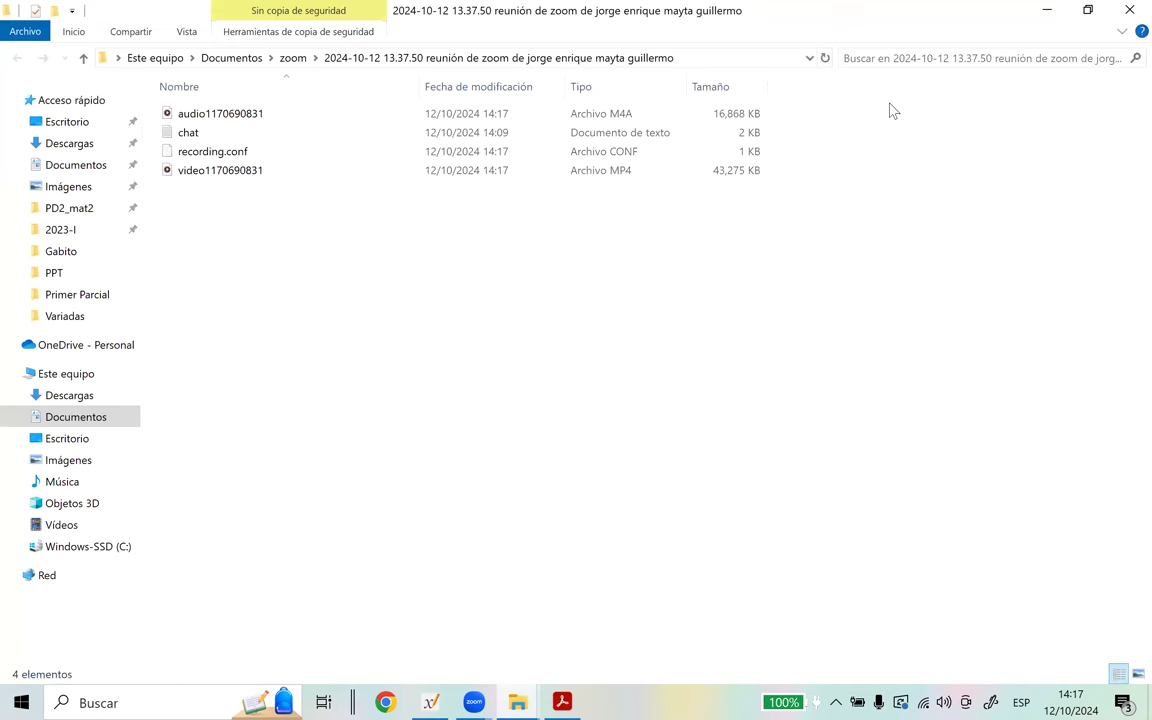 Sin copia de seguridad
2024-10-12 13.37.50 reunión de zoom de jorge enrique mayta guillermo
Archivo
Inicio
Compartir
Vista
Herramientas de copia de seguridad
Este equipo
Documentos
zoom
2024-10-12 13.37.50 reunión de zoom de jorge enrique mayta guillermo
Buscar en 2024-10-12 13.37.50 reunión de zoom de jorg...
Nombre
Fecha de modificación
Tipo
Tamaño
audio1170690831
12/10/2024 14:17
Archivo M4A
16,868 KB
chat
12/10/2024 14:09
Documento de texto
2 KB
recording.conf
12/10/2024 14:17
Archivo CONF
1 KB
video1170690831
12/10/2024 14:17
Archivo MP4
43,275 KB
Acceso rápido
Escritorio
Descargas
Documentos
Imágenes
PD2_mat2
2023-I
Gabito
PPT
Primer Parcial
Variadas
OneDrive - Personal
Este equipo
Descargas
Documentos
Escritorio
Imágenes
Música
Objetos 3D
Vídeos
Windows-SSD (C:)
Red
4 elementos
Buscar
zoom
100%
ESP
14:17
12/10/2024
3